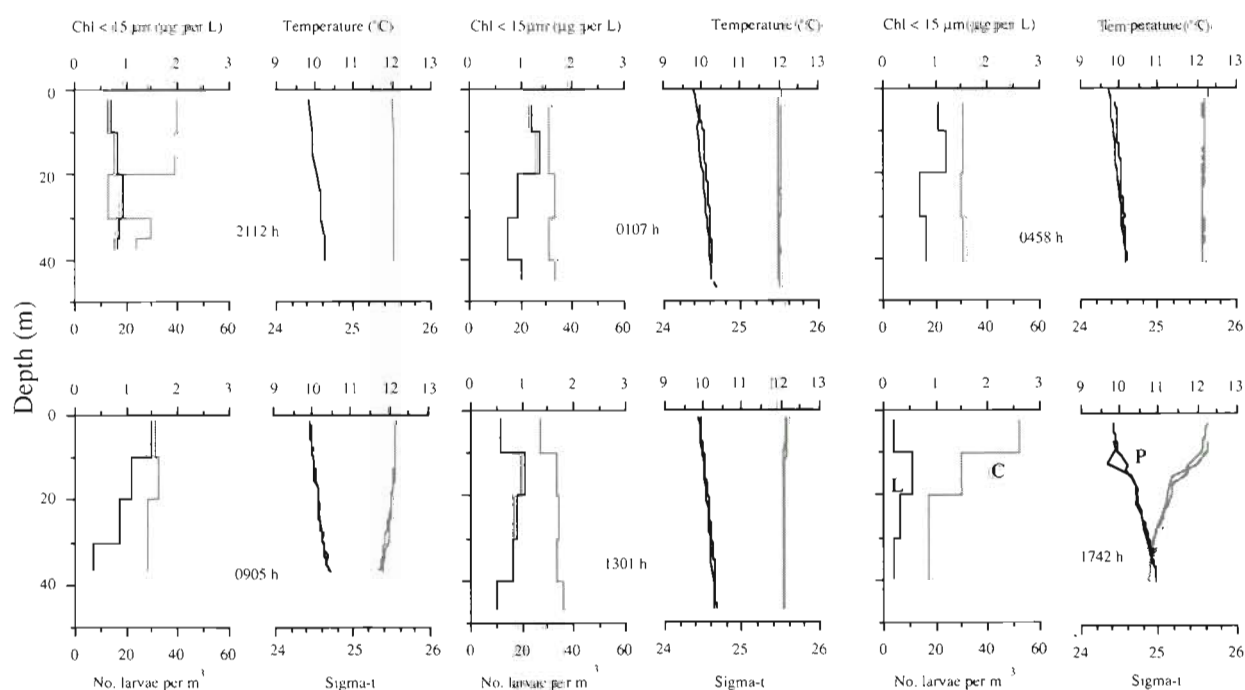 Chl < 15 µm (µg per L) Temperature (°C) Chl < 15 µm (µg per L) Temperature (°C) Chl < 15 µm (µg per L) Temperature (°C)
0 1 2 3 9 10 11 12 13 0 1 2 3 9 10 11 12 13 0 1 2 3 9 10 11 12 13
0
20
40
2112 h 0107 h 0458 h
0 20 40 60 24 25 26 0 20 40 60 24 25 26 0 20 40 60 24 25 26
Depth (m)
0 1 2 3 9 10 11 12 13 0 1 2 3 9 10 11 12 13 0 1 2 3 9 10 11 12 13
0
20
40
P
L C
0905 h 1301 h 1742 h
0 20 40 60 24 25 26 0 20 40 60 24 25 26 0 20 40 60 24 25 26
No. larvae per m³ Sigma-t No. larvae per m³ Sigma-t No. larvae per m³ Sigma-t